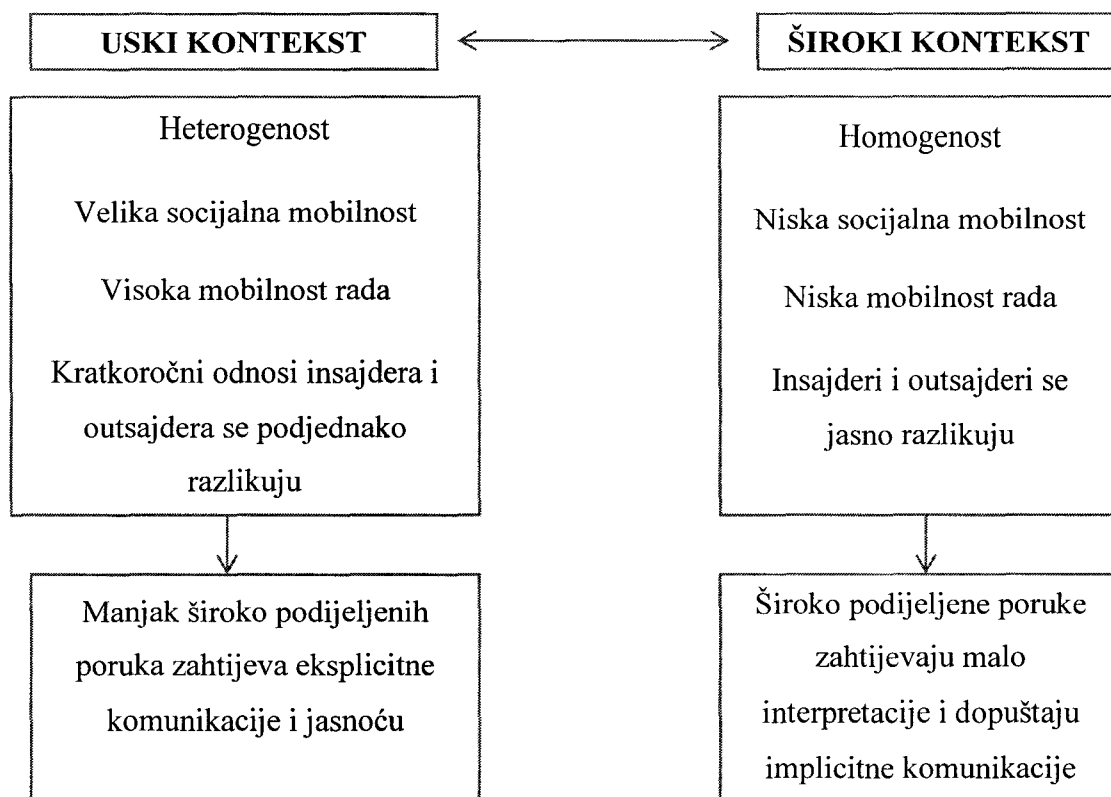 USKI KONTEKST
ŠIROKI KONTEKST
Heterogenost
Velika socijalna mobilnost
Visoka mobilnost rada
Kratkoročni odnosi insajdera i
outsajdera se podjednako
razlikuju
Homogenost
Niska socijalna mobilnost
Niska mobilnost rada
Insajderi i outsajderi se
jasno razlikuju
Manjak široko podijeljenih
poruka zahtijeva eksplicitne
komunikacije i jasnoću
Široko podijeljene poruke
zahtijevaju malo
interpretacije i dopuštaju
implicitne komunikacije